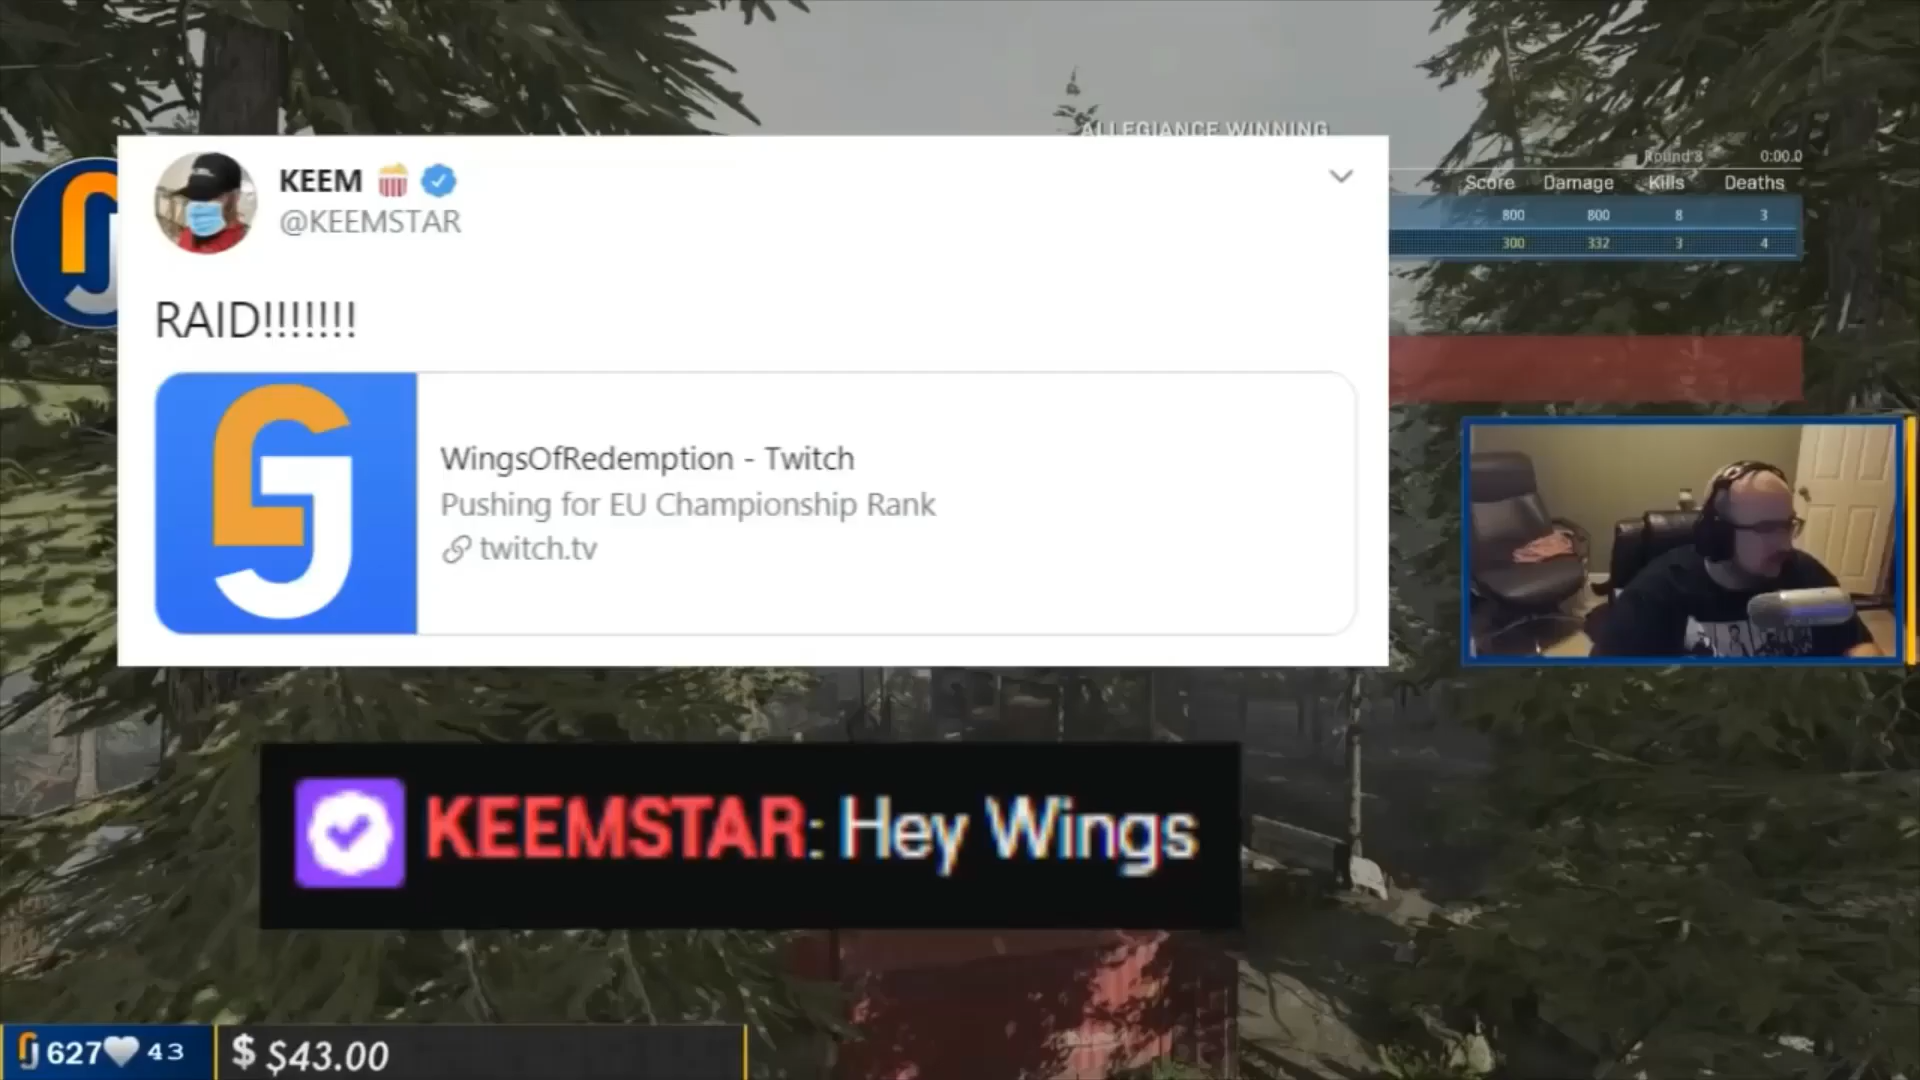 ALLEGIANCE WINNING
Round 8 0:00.0
Score Damage Kills Deaths
800 800 8 3
300 332 3 4
KEEM
@KEEMSTAR
RAID!!!!!!!
WingsOfRedemption - Twitch
Pushing for EU Championship Rank
twitch.tv
KEEMSTAR: Hey Wings
627 43 $ $43.00